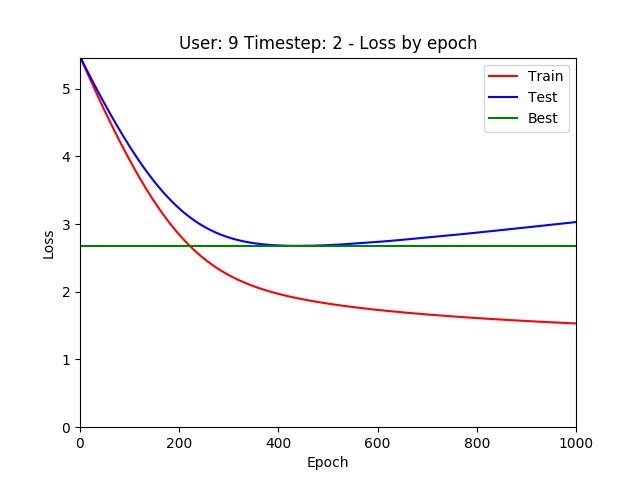 User: 9 Timestep: 2 - Loss by epoch
Train
Test
Best
Loss
5
4
3
2
1
0
0 200 400 600 800 1000
Epoch